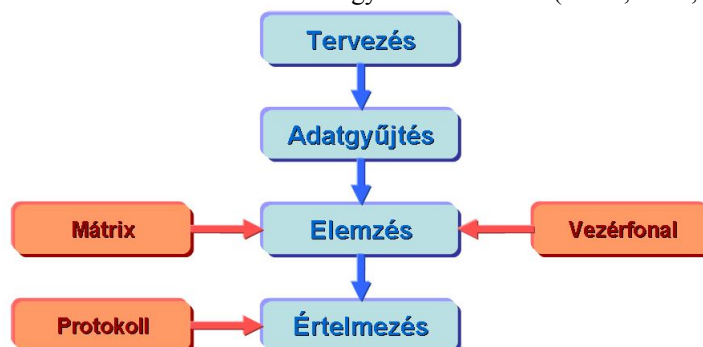 Tervezés
Adatgyűjtés
Mátrix
Elemzés
Vezérfonal
Protokoll
Értelmezés